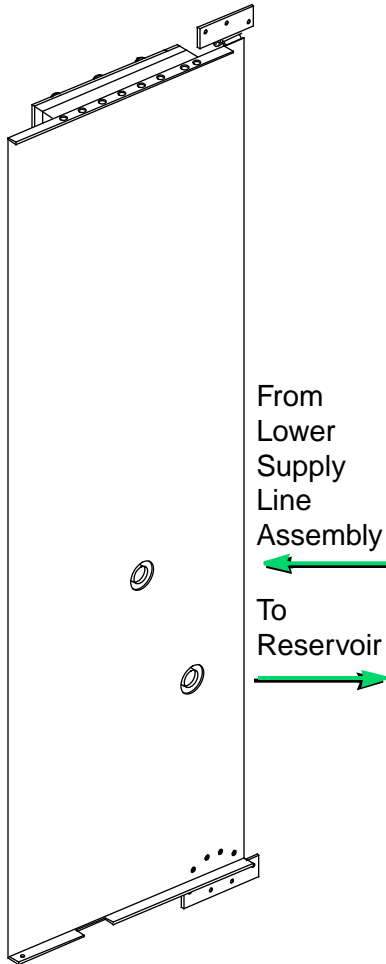 From
Lower
Supply
Line
Assembly
To
Reservoir